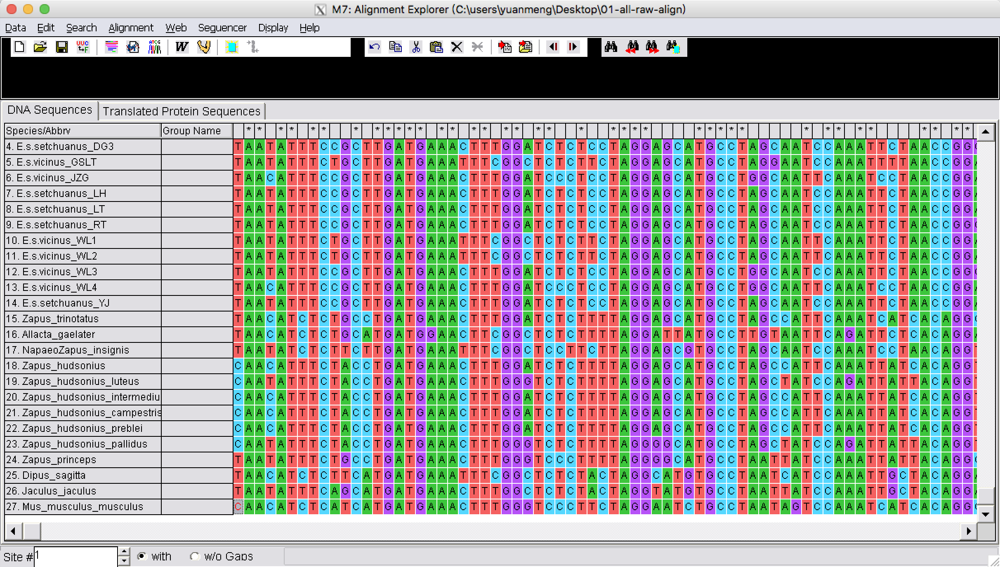 M7: Alignment Explorer (C:\users\yuanmeng\Desktop\01-all-raw-align)
Data Edit Search Alignment Web Sequencer Display Help
DNA Sequences Translated Protein Sequences
Species/Abbrv Group Name * * * * * * * * * * * * * * * * * * * * * * * * * * * * * * * * * * * * * * *
4. E.s.setchuanus_DG3 TAATATTTCCGCTTGATGAAACTTTGGATCTCTCCTAGGAGCATGCCTAGCAATCCAAATTCTAACCGG
5. E.s.vicinus_GSLT TAATATTTCTGCTTGATGAAATTTCGGCTCTCTTCTAGGAGCATGCCTAGGAATCCAAATTTTAACCGG
6. E.s.vicinus_JZG TAACATTTCCGCTTGATGAAACTTTGGATCCCTCCTAGGAGCATGCCTGGCAATTCAAATCCTAACCGG
7. E.s.setchuanus_LH TAATATTTCCGCTTGATGAAACTTTGGATCTCTCCTAGGAGCATGCCTAGCAATCCAAATTCTAACCGG
8. E.s.setchuanus_LT TAATATTTCCGCTTGATGAAACTTTGGATCTCTCCTAGGAGCATGCCTAGCAATCCAAATTCTAACCGG
9. E.s.setchuanus_RT TAATATTTCCGCTTGATGAAACTTTGGATCTCTCCTAGGAGCATGCCTAGCAATCCAAATTCTAACCGG
10. E.s.vicinus_WL1 TAATATTTCTGCTTGATGAAATTTCGGCTCTCTTCTAGGAGCATGCCTAGCAATTCAAATTCTAACCGG
11. E.s.vicinus_WL2 TAATATTTCTGCTTGATGAAATTTCGGCTCTCTTCTAGGAGCATGCCTAGCAATTCAAATTCTAACCGG
12. E.s.vicinus_WL3 TAATATTTCCGCTTGATGAAACTTTGGATCTCTCCTAGGAGCATGCCTGGCAATCCAAATTCTAACCGG
13. E.s.vicinus_WL4 TAACATTTCCGCTTGATGAAACTTTGGATCCCTCCTAGGAGCATGCCTGGCAATTCAAATCCTAACCGG
14. E.s.setchuanus_YJ TAATATTTCCGCTTGATGAAACTTTGGATCTCTCCTAGGAGCATGCCTAGCAATCCAAATTCTAACCGG
15. Zapus_trinotatus TAACATCTCTGCCTGATGAAACTTTGGATCTCTTTTAGGAGCATGCCTAGCCATTCAAATCATCACAGG
16. Allacta_gaelater TAACATCTCTGCATGATGGAACTTCGGCTCTCTTTTAGGATTATGCCTTGTAATTCAGATTCTCACAGG
17. NapaeoZapus_insignis TAATATCTCTTCTTGATGAAATTTCGGCTCCTTCTTAGGAGCGTGCCTAGCAATCCAAATCCTAACAGG
18. Zapus_hudsonius CAACATTTCTACCTGATGAAACTTTGGATCTCTTTTAGGAGCATGCCTAGCCATTCAAATTATCACAGG
19. Zapus_hudsonius_luteus CAATATTTCTACCTGATGAAACTTTGGGTCTCTTTTAGGAGCATGCCTAGCTATCCAGATTATTACAGG
20. Zapus_hudsonius_intermediu CAACATTTCTACCTGATGAAACTTTGGATCTCTTTTAGGAGCATGCCTAGCCATTCAAATTATCACAGG
21. Zapus_hudsonius_campestris CAACATTTCTACCTGATGAAACTTTGGATCTCTTTTAGGAGCATGCCTAGCCATTCAAATTATCACAGG
22. Zapus_hudsonius_preblei CAACATTTCTACCTGATGAAACTTTGGATCTCTTTTAGGAGCATGCCTAGCCATTCAAATTATCACAGG
23. Zapus_hudsonius_pallidus CAATATTTCTACCTGATGAAACTTTGGGTCTCTTTTAGGGGCATGCCTAGCTATCCAGATTATTACAGG
24. Zapus_princeps TAATATTTCTGCCTGATGAAACTTTGGGTCCCTTTTAGGGGCATGCCTAATTATCCAAATTATTACAGG
25. Dipus_sagitta TAACATCTCTTCATGATGAAATTTCGGCTCTCTACTAGGCATGTGCCTAATCATCCAAATTGCTACAGG
26. Jaculus_jaculus TAATATTTCAGCATGATGAAACTTTGGCTCTCTACTAGGTATGTGCCTAATTATCCAAATTGCTACAGG
27. Mus_musculus_musculus CAACATCTCATCATGATGAAACTTTGGGTCCCTTCTAGGAATCTGCCTAATAGTCCAAATCATCACAGG
Site # 1 with w/o Gaps